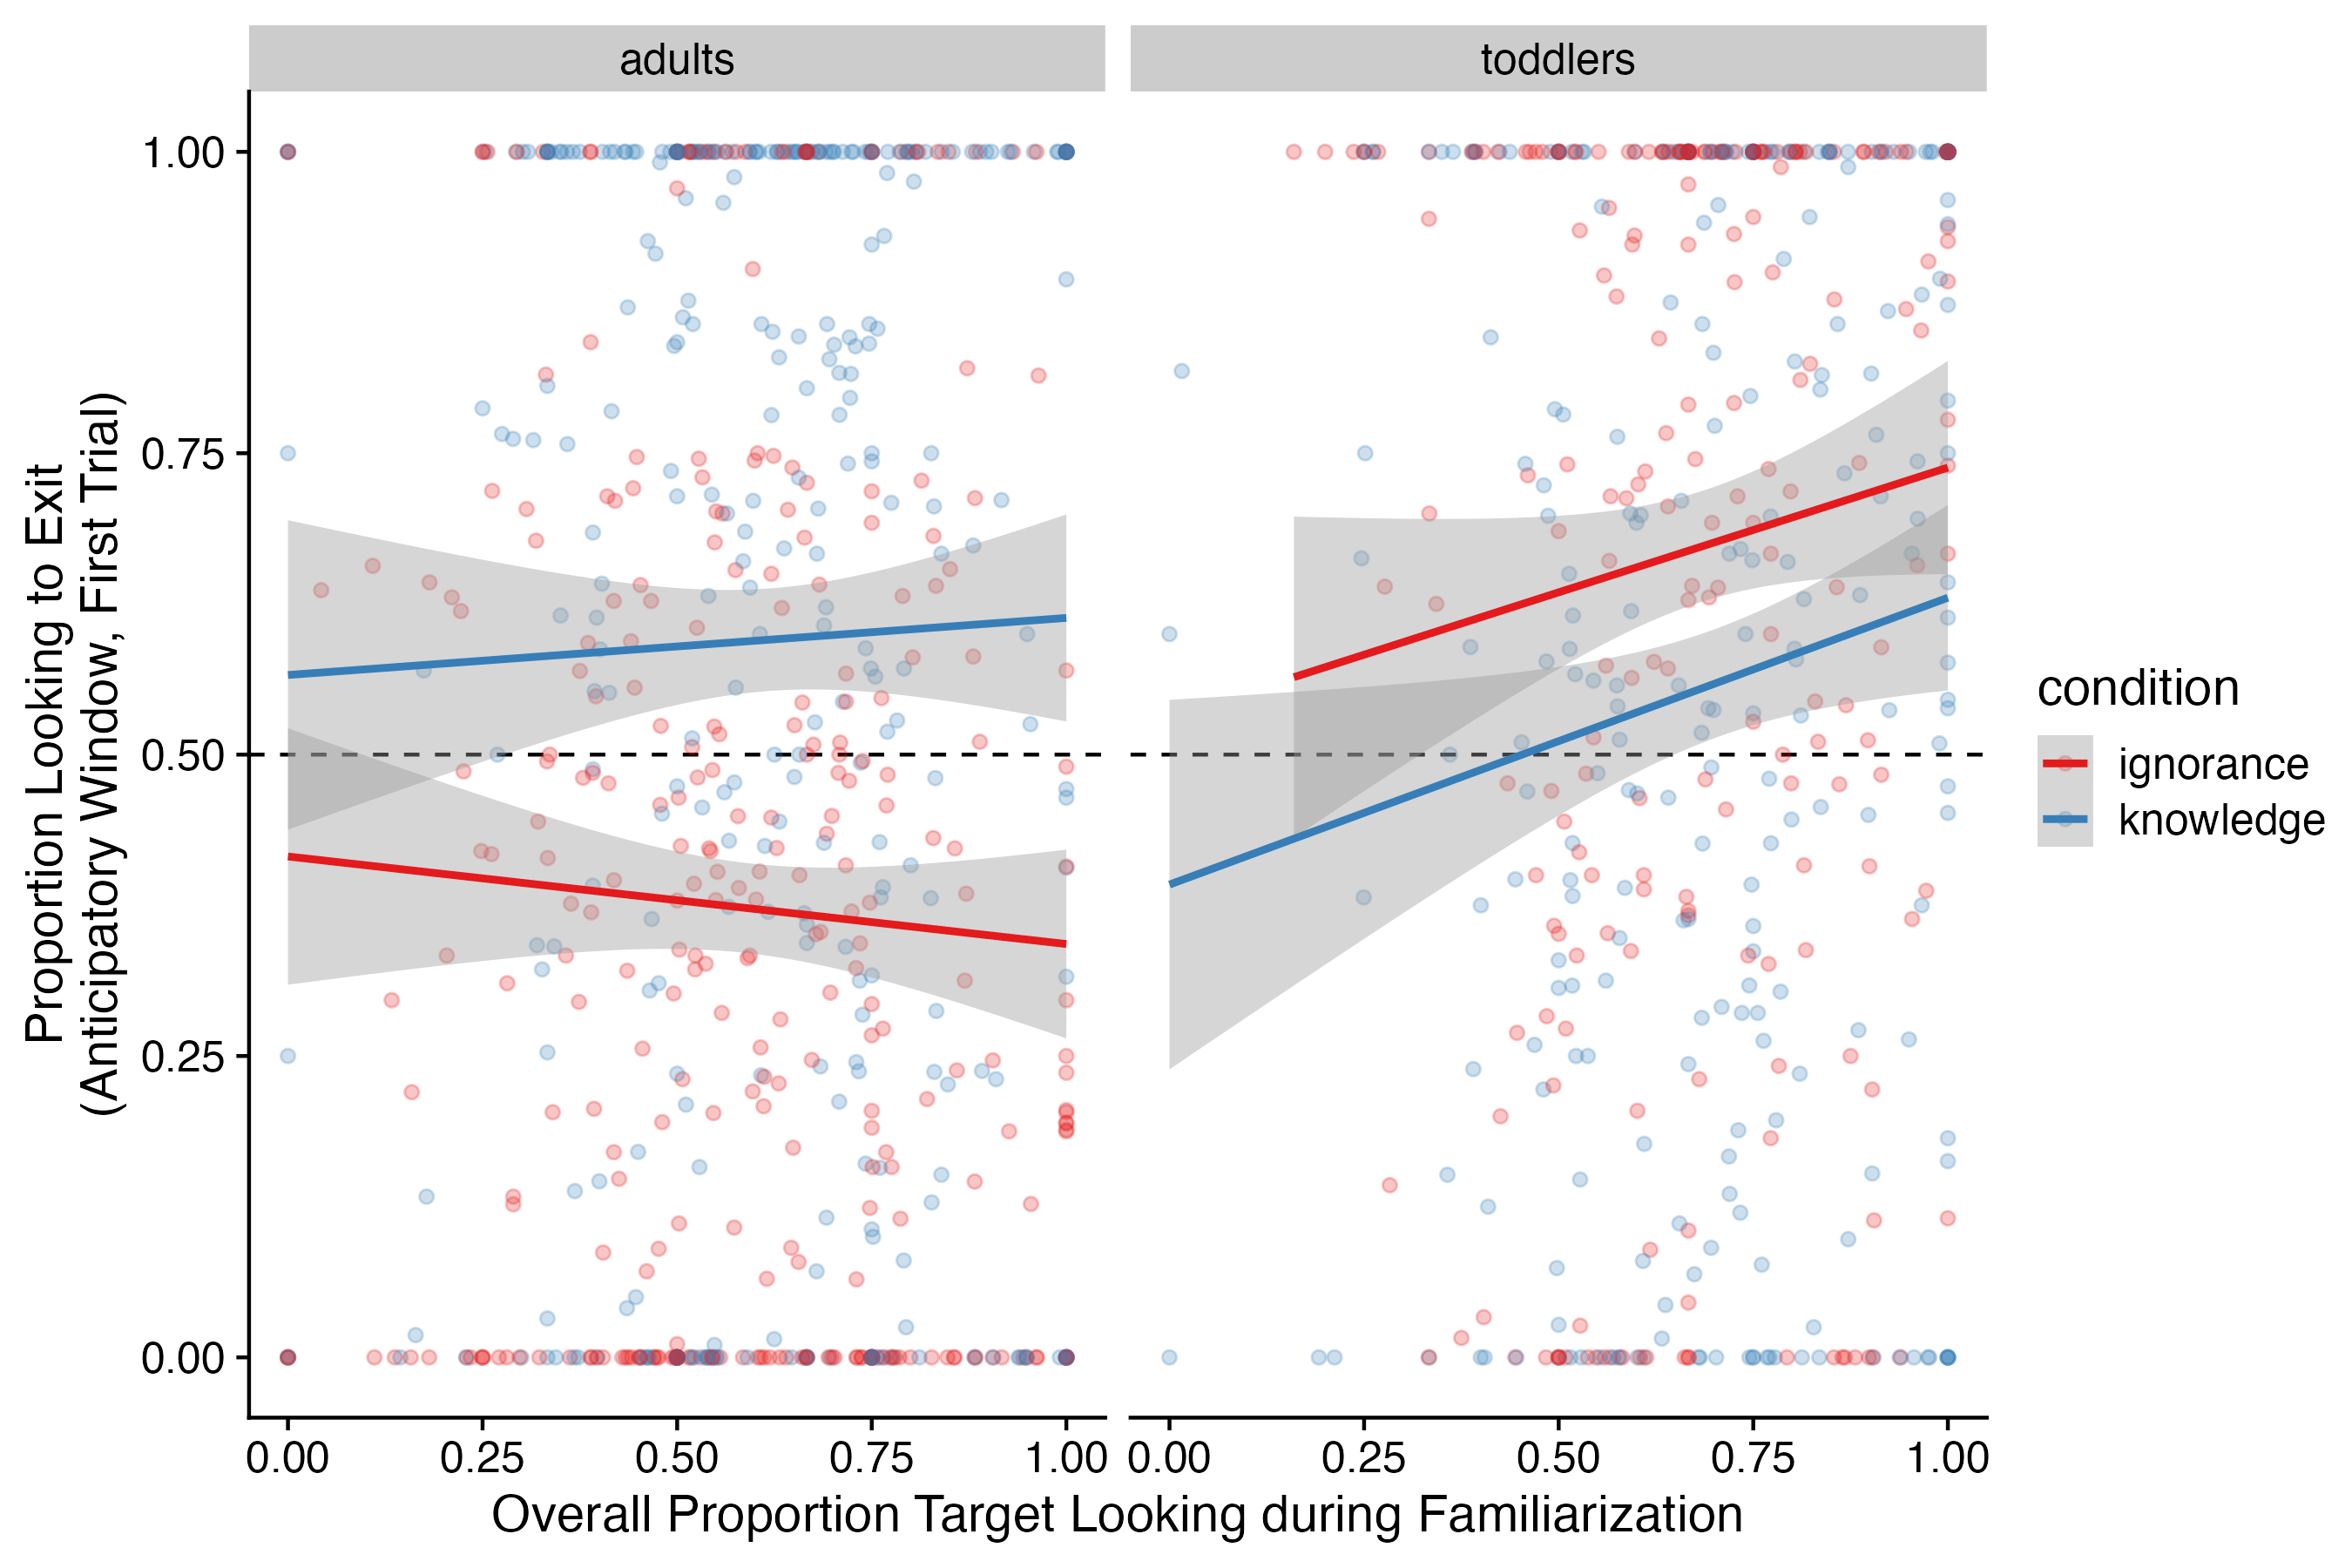 adults
toddlers
Proportion Looking to Exit
(Anticipatory Window, First Trial)
1.00
0.75
0.50
0.25
0.00
0.00 0.25 0.50 0.75 1.00
0.00 0.25 0.50 0.75 1.00
Overall Proportion Target Looking during Familiarization
condition
ignorance
knowledge